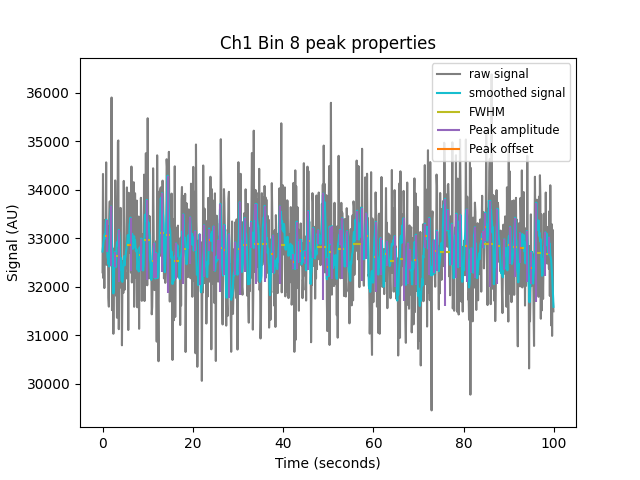 Ch1 Bin 8 peak properties
raw signal
smoothed signal
FWHM
Peak amplitude
Peak offset
Signal (AU)
36000
35000
34000
33000
32000
31000
30000
0 20 40 60 80 100
Time (seconds)